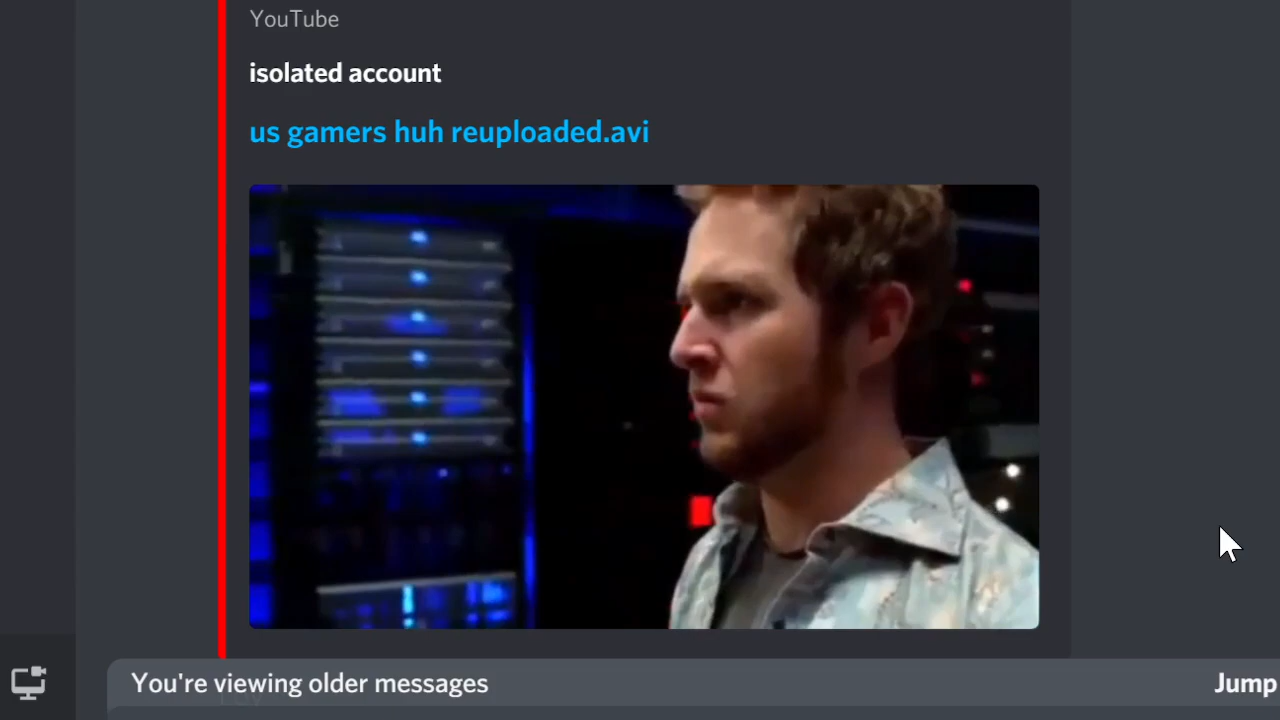 YouTube
isolated account
us gamers huh reuploaded.avi
You're viewing older messages
Jump